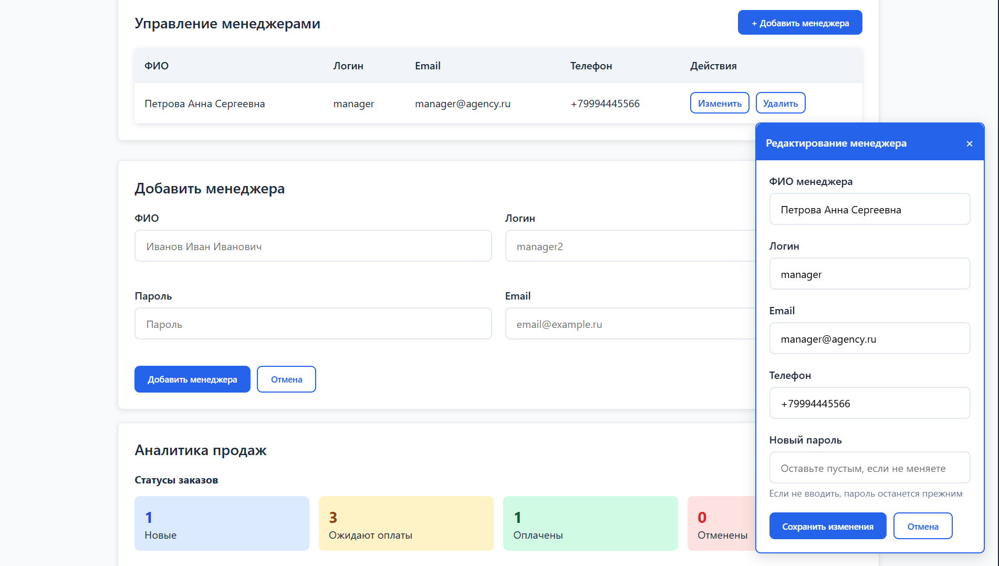 Управление менеджерами
+ Добавить менеджера
ФИО Логин Email Телефон Действия
Петрова Анна Сергеевна manager manager@agency.ru +79994445566 Изменить Удалить
Добавить менеджера
ФИО
Иванов Иван Иванович
Логин
manager2
Пароль
Пароль
Email
email@example.ru
Добавить менеджера Отмена
Аналитика продаж
Статусы заказов
1
Новые
3
Ожидают оплаты
1
Оплачены
0
Отменены
Редактирование менеджера ×
ФИО менеджера
Петрова Анна Сергеевна
Логин
manager
Email
manager@agency.ru
Телефон
+79994445566
Новый пароль
Оставьте пустым, если не меняете
Если не вводить, пароль останется прежним
Сохранить изменения Отмена